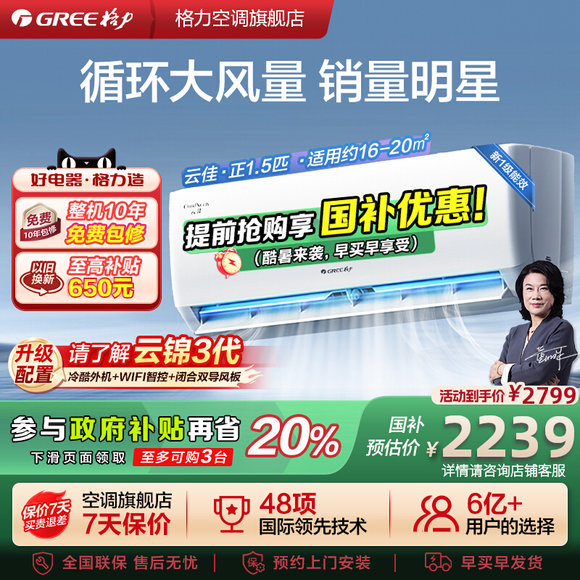 GREE 格力
格力空调旗舰店
循环大风量 销量明星
云佳·正1.5匹·适用约16-20㎡
新1级能效
好电器·格力造
免费
10年包修
整机10年
免费包修
以旧
换新
至高补贴
650元
提前抢购享 国补优惠!
(酷暑来袭,早买早享受)
GREE 格力
升级
配置
请了解 云锦3代
冷酷外机+WIFI智控+闭合双导风板
活动到手价 ¥2799
参与政府补贴再省 20%
下滑页面领取 至多可购3台
国补
预估价 ¥2239
详情请咨询店铺客服
保价7天
买贵退差
空调旗舰店
7天保价
48项
国际领先技术
6亿+
用户的选择
全国联保 售后无忧
预约上门安装
早买早发货